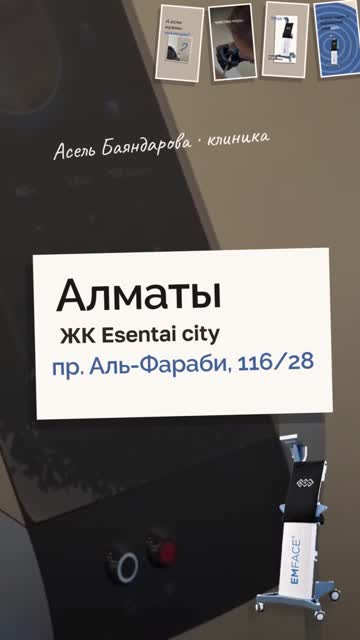 Асель Баяндарова · клиника
Алматы
ЖК Esentai city
пр. Аль-Фараби, 116/28
EMFACE